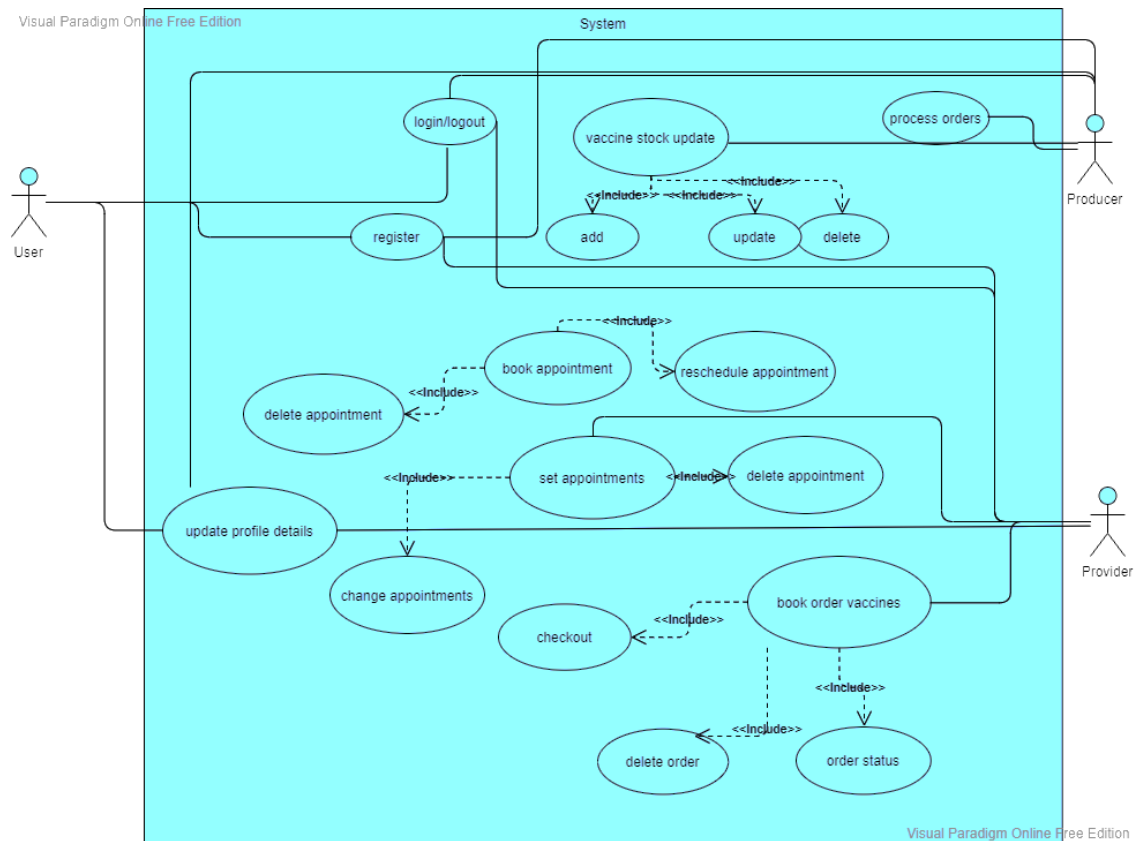 Visual Paradigm Online Free Edition
System
login/logout
vaccine stock update
process orders
Producer
User
<<Include>>
<<Include>>
<<Include>>
register
add
update
delete
<<Include>>
book appointment
reschedule appointment
<<Include>>
delete appointment
<<Include>>
set appointments
<<Include>>
delete appointment
update profile details
Provider
change appointments
book order vaccines
<<Include>>
checkout
<<Include>>
<<Include>>
delete order
order status
Visual Paradigm Online Free Edition